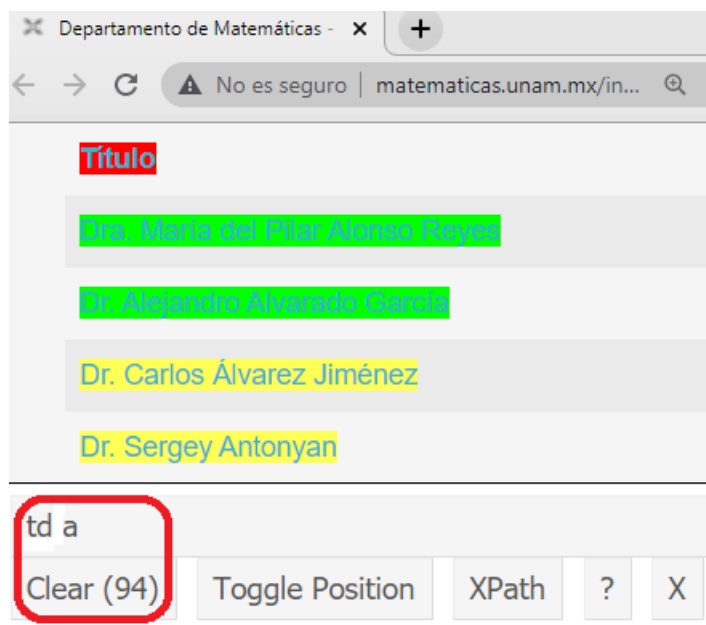 Departamento de Matemáticas - × +
No es seguro | matematicas.unam.mx/in...
Título
Dra. María del Pilar Alonso Reyes
Dr. Alejandro Alvarado García
Dr. Carlos Álvarez Jiménez
Dr. Sergey Antonyan
td a
Clear (94) Toggle Position XPath ? X